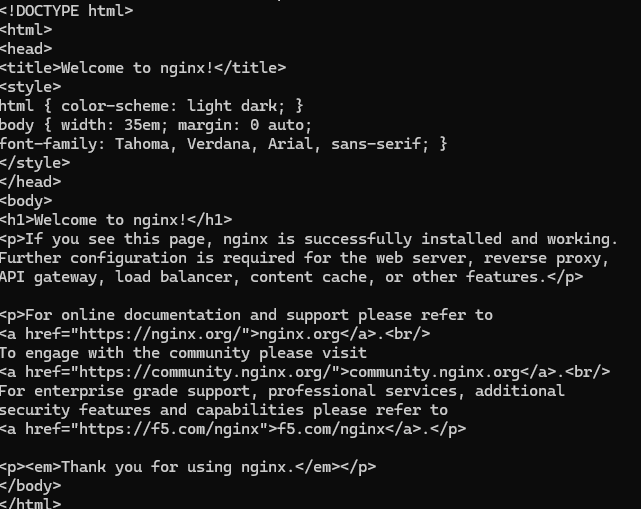 <!DOCTYPE html>
<html>
<head>
<title>Welcome to nginx!</title>
<style>
html { color-scheme: light dark; }
body { width: 35em; margin: 0 auto;
font-family: Tahoma, Verdana, Arial, sans-serif; }
</style>
</head>
<body>
<h1>Welcome to nginx!</h1>
<p>If you see this page, nginx is successfully installed and working.
Further configuration is required for the web server, reverse proxy,
API gateway, load balancer, content cache, or other features.</p>

<p>For online documentation and support please refer to
<a href="https://nginx.org/">nginx.org</a>.<br/>
To engage with the community please visit
<a href="https://community.nginx.org/">community.nginx.org</a>.<br/>
For enterprise grade support, professional services, additional
security features and capabilities please refer to
<a href="https://f5.com/nginx">f5.com/nginx</a>.</p>

<p><em>Thank you for using nginx.</em></p>
</body>
</html>